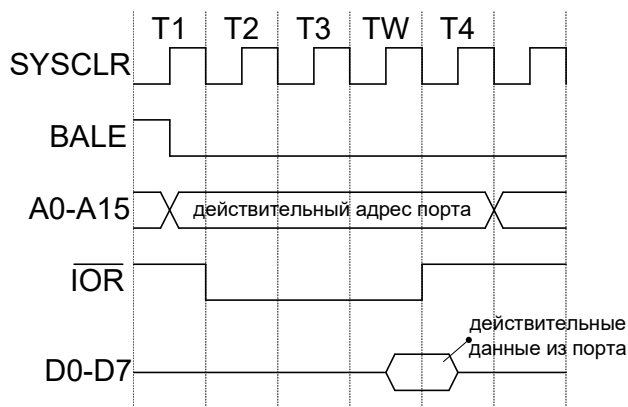 T1 T2 T3 TW T4
SYSCLR
BALE
A0-A15 действительный адрес порта
IOR
действительные
данные из порта
D0-D7